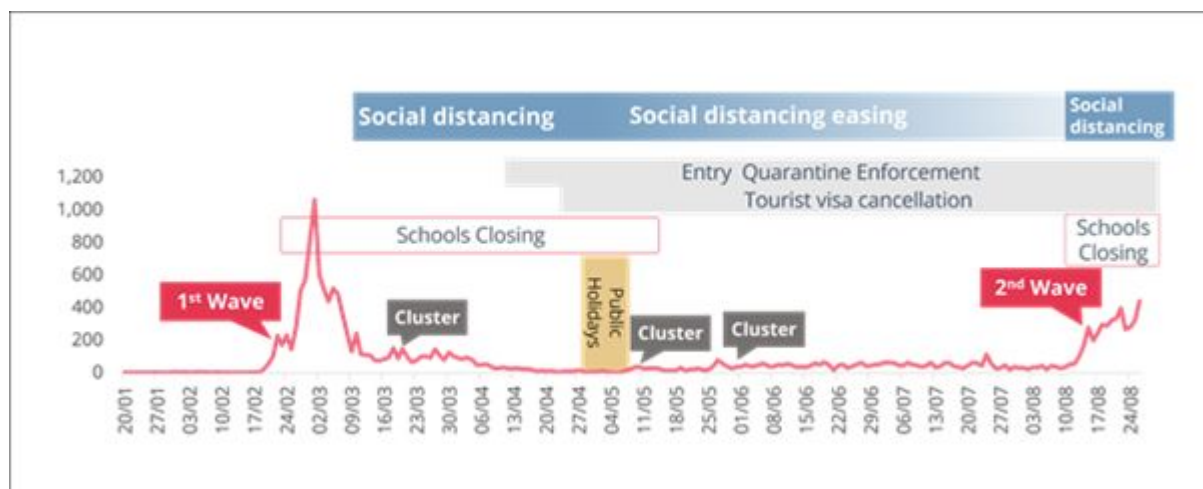 Social distancing
Social distancing easing
Social
distancing
Entry Quarantine Enforcement
Tourist visa cancellation
Schools Closing
Schools
Closing
1st Wave
Cluster
Public
Holidays
Cluster
Cluster
2nd Wave
1,200
1,000
800
600
400
200
0
20/01
27/01
03/02
10/02
17/02
24/02
02/03
09/03
16/03
23/03
30/03
06/04
13/04
20/04
27/04
04/05
11/05
18/05
25/05
01/06
08/06
15/06
22/06
29/06
06/07
13/07
20/07
27/07
03/08
10/08
17/08
24/08